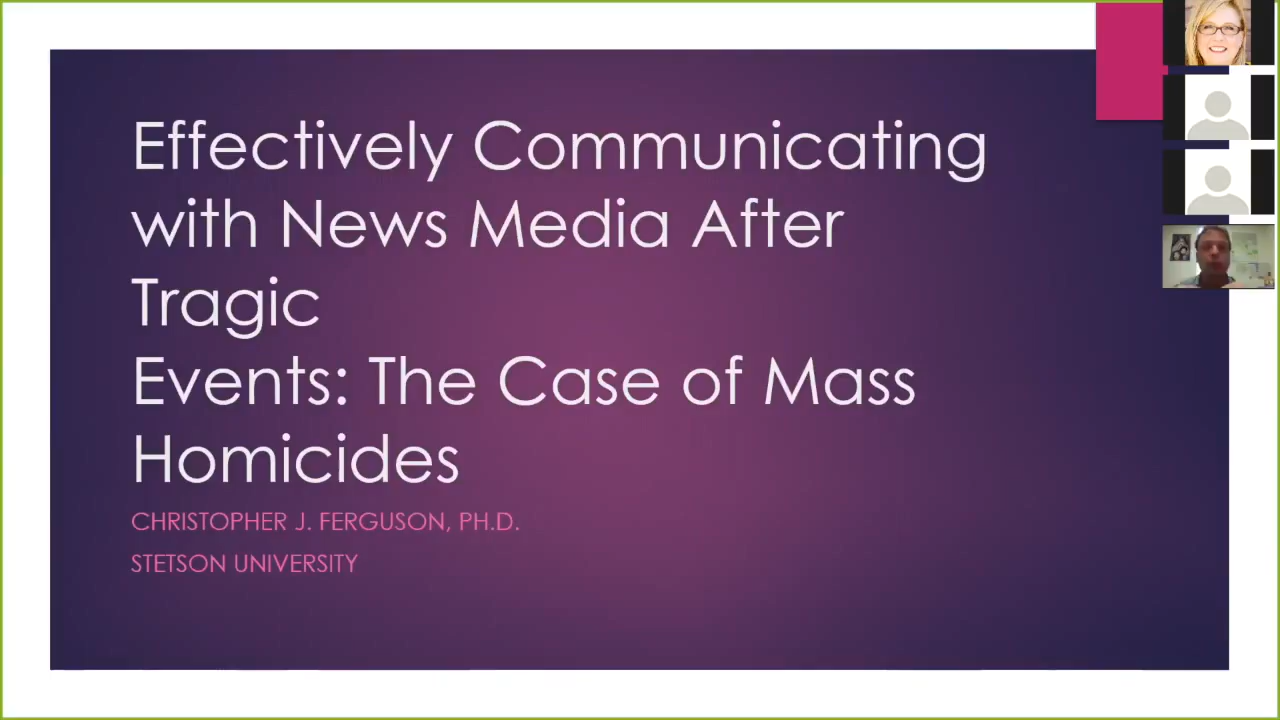 Effectively Communicating
with News Media After
Tragic
Events: The Case of Mass
Homicides
CHRISTOPHER J. FERGUSON, PH.D.
STETSON UNIVERSITY